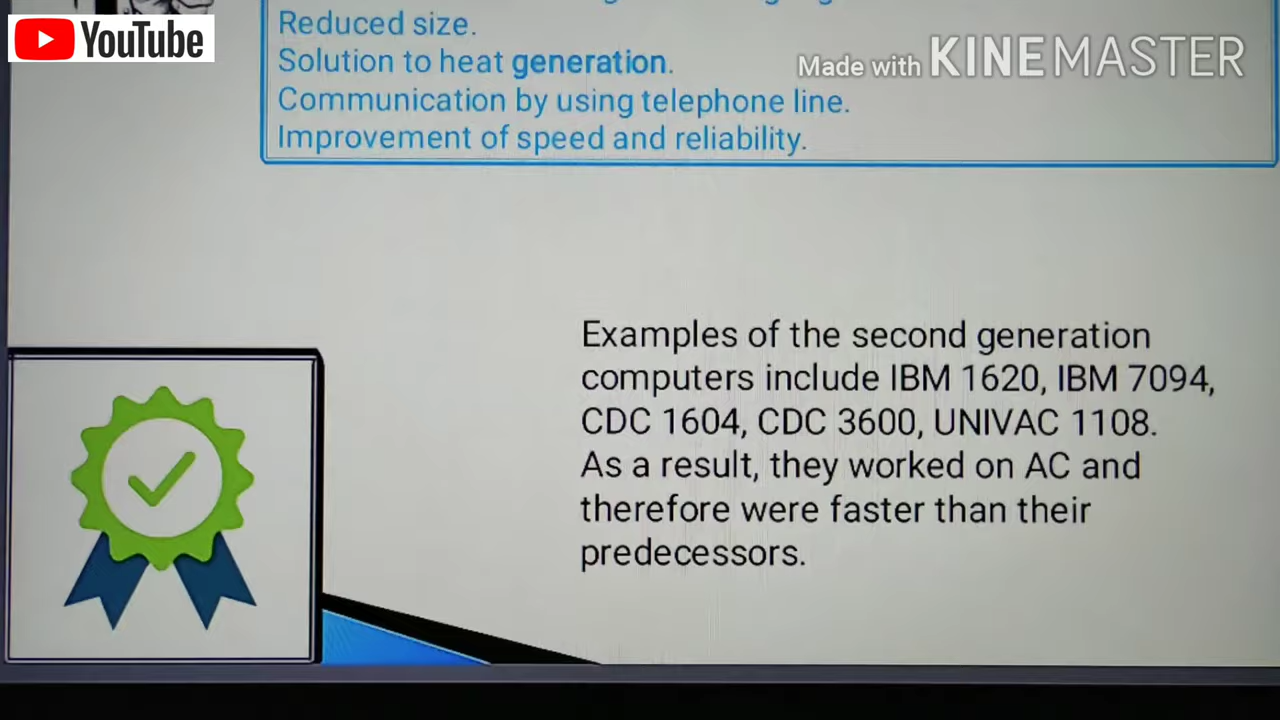 YouTube
Reduced size.
Made with KINEMASTER
Solution to heat generation.
Communication by using telephone line.
Improvement of speed and reliability.
Examples of the second generation
computers include IBM 1620, IBM 7094,
CDC 1604, CDC 3600, UNIVAC 1108.
As a result, they worked on AC and
therefore were faster than their
predecessors.